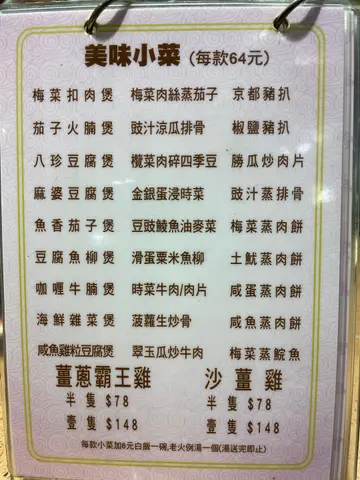 美味小菜 (每款64元)
梅菜扣肉煲 梅菜肉絲蒸茄子 京都豬扒
茄子火腩煲 豉汁涼瓜排骨 椒鹽豬扒
八珍豆腐煲 欖菜肉碎四季豆 勝瓜炒肉片
麻婆豆腐煲 金銀蛋浸時菜 豉汁蒸排骨
魚香茄子煲 豆豉鯪魚油麥菜 梅菜蒸肉餅
豆腐魚柳煲 滑蛋粟米魚柳 土魷蒸肉餅
咖喱牛腩煲 時菜牛肉/肉片 咸蛋蒸肉餅
海鮮雜菜煲 菠蘿生炒骨 咸魚蒸肉餅
咸魚雞粒豆腐煲 翠玉瓜炒牛肉 梅菜蒸鯇魚
薑蔥霸王雞 沙薑雞
半隻 $78 半隻 $78
壹隻 $148 壹隻 $148
每款小菜加6元白飯一碗,老火例湯一個(湯送完即止)